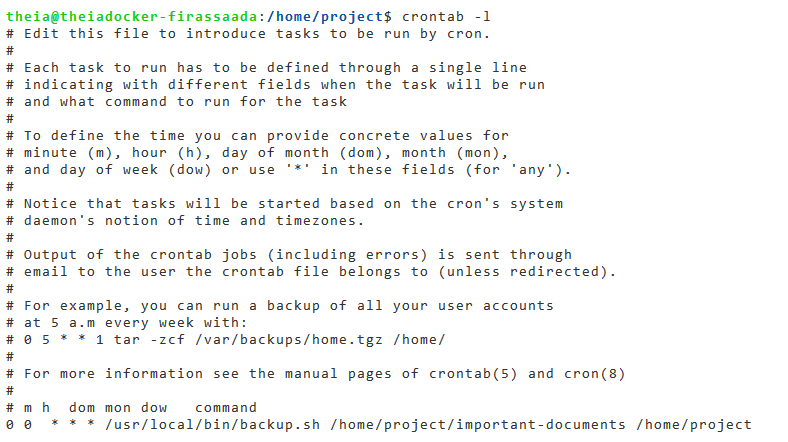 theia@theiadocker-firassaada:/home/project$ crontab -l
# Edit this file to introduce tasks to be run by cron.
#
# Each task to run has to be defined through a single line
# indicating with different fields when the task will be run
# and what command to run for the task
#
# To define the time you can provide concrete values for
# minute (m), hour (h), day of month (dom), month (mon),
# and day of week (dow) or use '*' in these fields (for 'any').
#
# Notice that tasks will be started based on the cron's system
# daemon's notion of time and timezones.
#
# Output of the crontab jobs (including errors) is sent through
# email to the user the crontab file belongs to (unless redirected).
#
# For example, you can run a backup of all your user accounts
# at 5 a.m every week with:
# 0 5 * * 1 tar -zcf /var/backups/home.tgz /home/
#
# For more information see the manual pages of crontab(5) and cron(8)
#
# m h  dom mon dow   command
0 0  * * * /usr/local/bin/backup.sh /home/project/important-documents /home/project